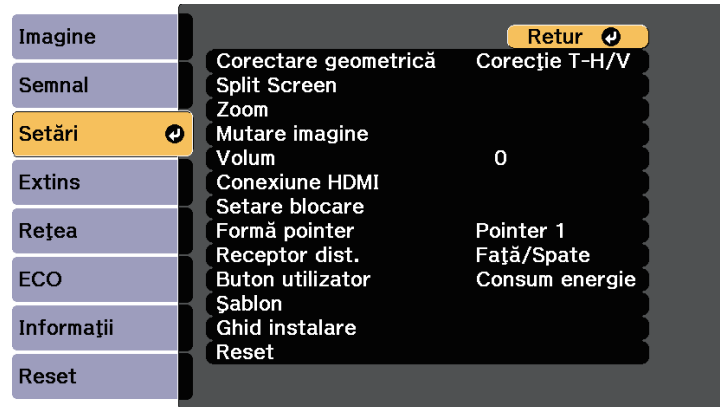 Imagine
Semnal
Setări
Extins
Reţea
ECO
Informaţii
Reset
Retur
Corectare geometrică Corecţie T-H/V
Split Screen
Zoom
Mutare imagine
Volum 0
Conexiune HDMI
Setare blocare
Formă pointer Pointer 1
Receptor dist. Faţă/Spate
Buton utilizator Consum energie
Şablon
Ghid instalare
Reset